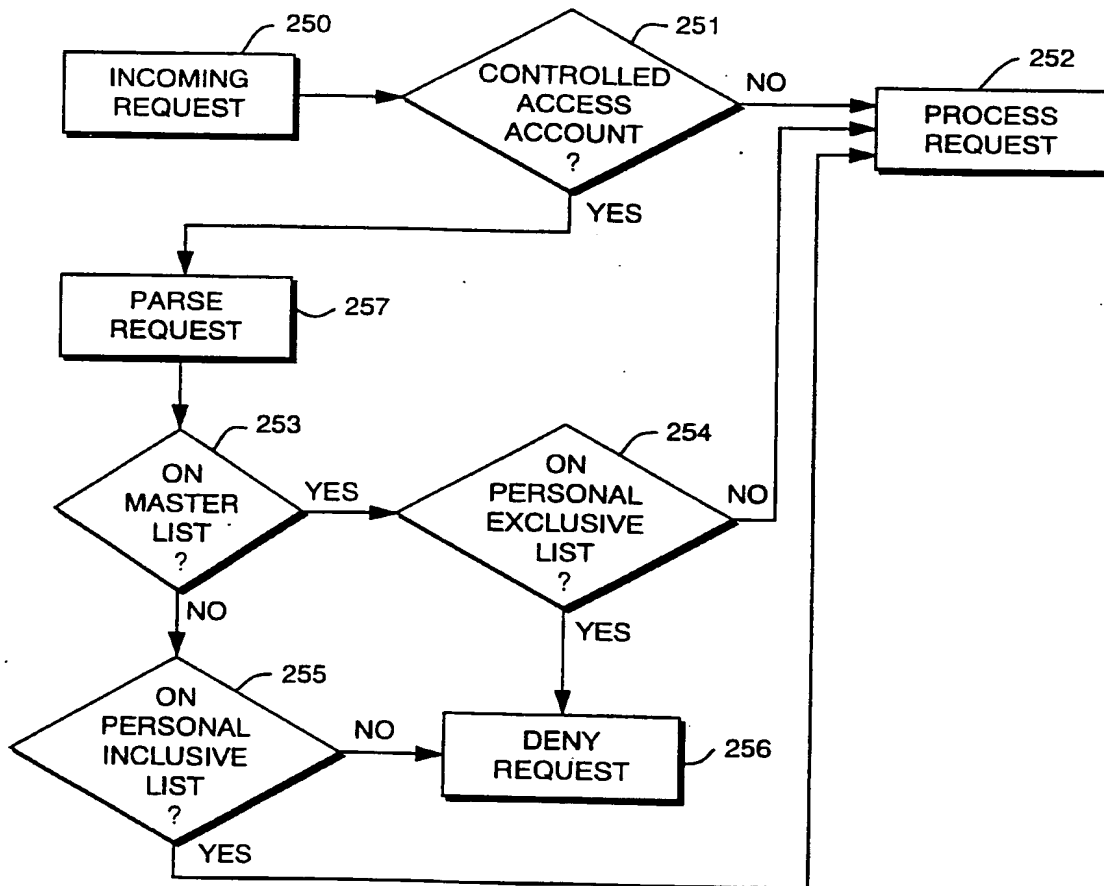 250
INCOMING
REQUEST
251
CONTROLLED
ACCESS
ACCOUNT
?
NO
252
PROCESS
REQUEST
YES
PARSE
REQUEST
257
253
ON
MASTER
LIST
?
YES
254
ON
PERSONAL
EXCLUSIVE
LIST
?
NO
NO
YES
255
ON
PERSONAL
INCLUSIVE
LIST
?
NO
DENY
REQUEST
256
YES